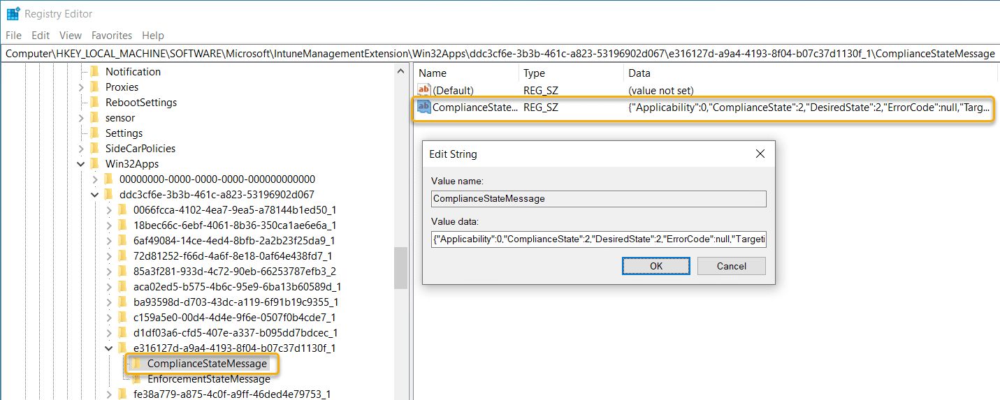 Registry Editor
File Edit View Favorites Help
Computer\HKEY_LOCAL_MACHINE\SOFTWARE\Microsoft\IntuneManagementExtension\Win32Apps\ddc3cf6e-3b3b-461c-a823-53196902d067\e316127d-a9a4-4193-8f04-b07c37d1130f_1\ComplianceStateMessage
Notification
Proxies
RebootSettings
sensor
Settings
SideCarPolicies
Win32Apps
00000000-0000-0000-0000-000000000000
ddc3cf6e-3b3b-461c-a823-53196902d067
0066fcca-4102-4ea7-9ea5-a78144b1ed50_1
18bec66c-6ebf-4061-8b36-350ca1ae6e6a_1
6af49084-14ce-4ed4-8bfb-2a2b23f25da9_1
72d81252-f66d-4a6f-8e18-0af64e438fd7_1
85a3f281-933d-4c72-90eb-66253787efb3_2
aca02ed5-b575-4b6c-95e9-6ba13b60589d_1
ba93598d-d703-43dc-a119-6f91b19c9355_1
c159a5e0-00d4-4d4e-9f6e-0507f0b4cde7_1
d1df03a6-cfd5-407e-a337-b095dd7bdcec_1
e316127d-a9a4-4193-8f04-b07c37d1130f_1
ComplianceStateMessage
EnforcementStateMessage
fe38a779-a875-4c0f-a9ff-46ded4e79753_1
Name Type Data
(Default) REG_SZ (value not set)
ComplianceState... REG_SZ {"Applicability":0,"ComplianceState":2,"DesiredState":2,"ErrorCode":null,"Targ...
Edit String
Value name:
ComplianceStateMessage
Value data:
{"Applicability":0,"ComplianceState":2,"DesiredState":2,"ErrorCode":null,"Targeti
OK Cancel